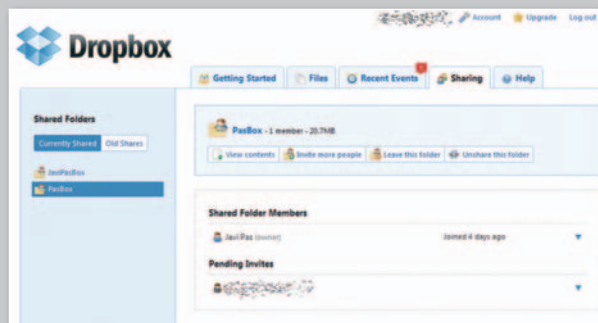 Account Upgrade Log out
Dropbox
Getting Started Files Recent Events Sharing Help
Shared Folders
Currently Shared Old Shares
JaviPasBox
PasBox
PasBox - 1 member - 20.7MB
View contents Invite more people Leave this folder Unshare this folder
Shared Folder Members
Javi Pas (owner) Joined 4 days ago
Pending Invites